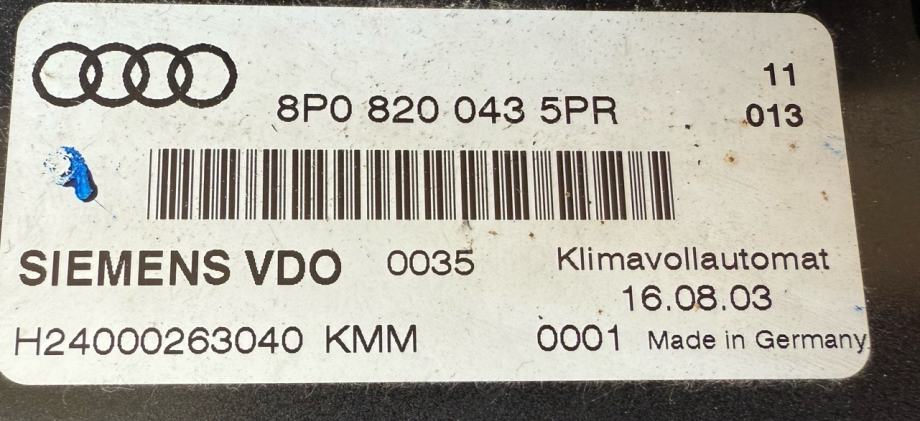 8P0 820 043 5PR
11
013
SIEMENS VDO 0035 Klimavollautomat
16.08.03
H24000263040 KMM 0001 Made in Germany